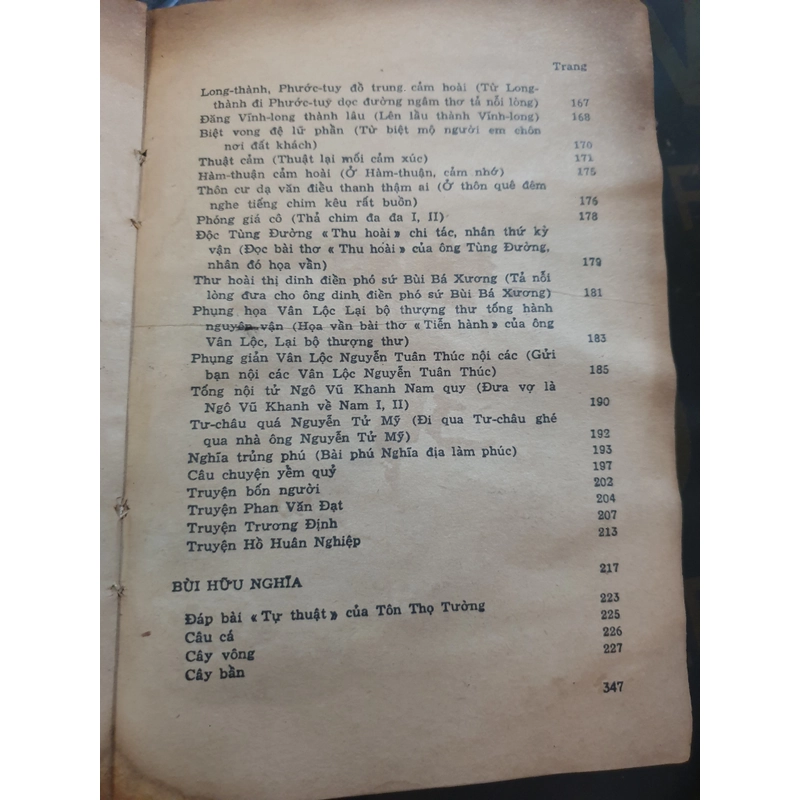 Trang
Long-thành, Phước-tuy đồ trung cảm hoài (Từ Long-
thành đi Phước-tuy dọc đường ngâm thơ tả nỗi lòng) 167
Đăng Vĩnh-long thành lâu (Lên lầu thành Vĩnh-long) 168
Biệt vong đệ lữ phần (Từ biệt mộ người em chôn
nơi đất khách) 170
Thuật cảm (Thuật lại mối cảm xúc) 171
Hàm-thuận cảm hoài (Ở Hàm-thuận, cảm nhớ) 175
Thôn cư dạ văn điểu thanh thậm ai (Ở thôn quê đêm
nghe tiếng chim kêu rất buồn) 176
Phóng giá cô (Thả chim đa đa I, II) 178
Độc Tùng Đường « Thu hoài » chi tác, nhân thứ kỳ
vận (Đọc bài thơ « Thu hoài » của ông Tùng Đường,
nhân đó họa vần) 179
Thư hoài thị dinh điền phó sứ Bùi Bá Xương (Tả nỗi
lòng đưa cho ông dinh điền phó sứ Bùi Bá Xương) 181
Phụng họa Vân Lộc Lại bộ thượng thư tống hành
nguyên vận (Họa vần bài thơ « Tiễn hành » của ông
Vân Lộc, Lại bộ thượng thư) 183
Phụng giản Vân Lộc Nguyễn Tuân Thúc nội các (Gửi
bạn nội các Vân Lộc Nguyễn Tuân Thúc) 185
Tống nội tử Ngô Vũ Khanh Nam quy (Đưa vợ là
Ngô Vũ Khanh về Nam I, II) 190
Tư-châu quá Nguyễn Tử Mỹ (Đi qua Tư-châu ghé
qua nhà ông Nguyễn Tử Mỹ) 192
Nghĩa trủng phú (Bài phú Nghĩa địa làm phúc) 193
Câu chuyện yểm quỷ 197
Truyện bốn người 202
Truyện Phan Văn Đạt 204
Truyện Trương Định 207
Truyện Hồ Huân Nghiệp 213
BÙI HỮU NGHĨA 217
Đáp bài « Tự thuật » của Tôn Thọ Tường 223
Câu cá 225
Cây vông 226
Cây bần 227
347